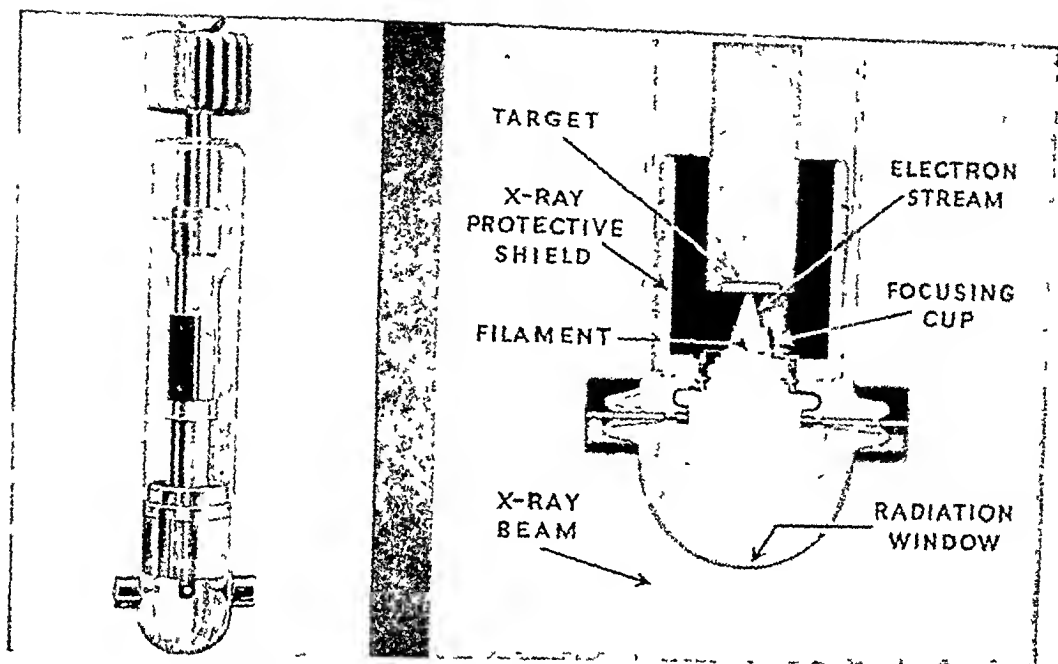 TARGET
X-RAY
PROTECTIVE
SHIELD
FILAMENT
X-RAY
BEAM
ELECTRON
STREAM
FOCUSING
CUP
RADIATION
WINDOW